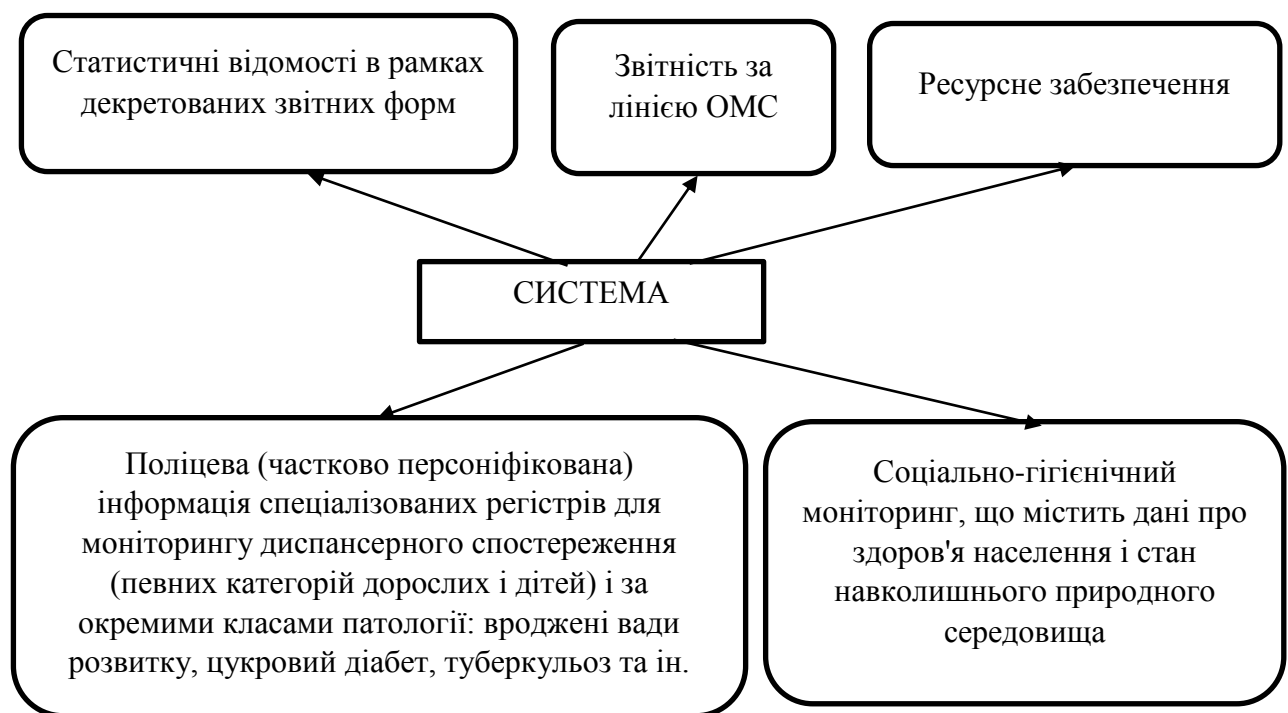 Статистичні відомості в рамках
декретованих звітних форм
Звітність за
лінією ОМС
Ресурсне забезпечення
СИСТЕМА
Поліцева (частково персоніфікована)
інформація спеціалізованих регістрів для
моніторингу диспансерного спостереження
(певних категорій дорослих і дітей) і за
окремими класами патології: вроджені вади
розвитку, цукровий діабет, туберкульоз та ін.
Соціально-гігієнічний
моніторинг, що містить дані про
здоров'я населення і стан
навколишнього природного
середовища